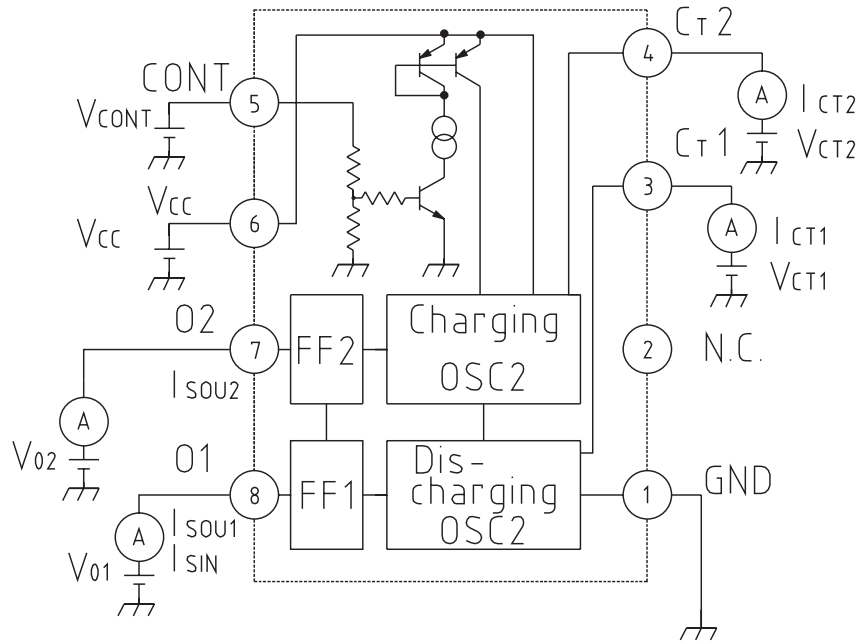 CT2
4
A
ICT2
VCT2
CONT
5
VCONT
CT1
3
A
ICT1
VCT1
VCC
6
VCC
O2
7
ISOU2
FF2
Charging
OSC2
2
N.C.
A
VO2
O1
8
ISOU1
ISIN
FF1
Dis-
charging
OSC2
1
GND
A
VO1